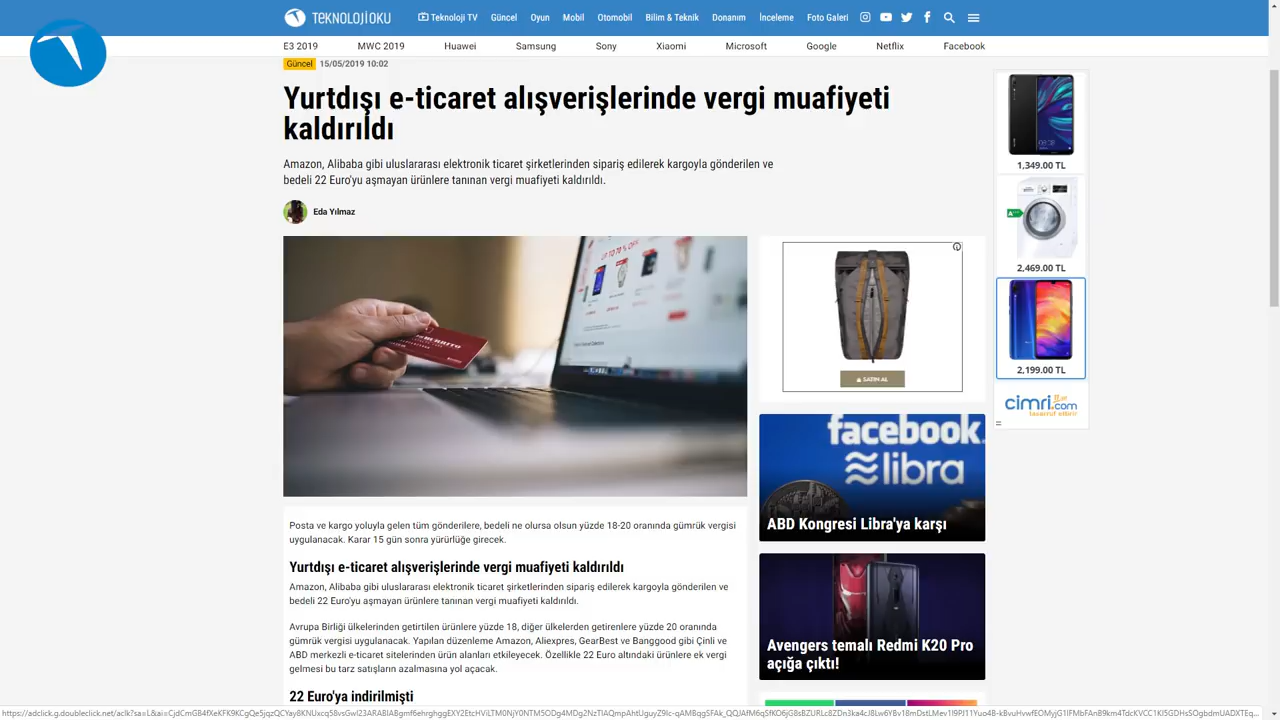 TEKNOLOJİOKU
Teknoloji TV Güncel Oyun Mobil Otomobil Bilim & Teknik Donanım İnceleme Foto Galeri
E3 2019 MWC 2019 Huawei Samsung Sony Xiaomi Microsoft Google Netflix Facebook
Güncel 15/05/2019 10:02
Yurtdışı e-ticaret alışverişlerinde vergi muafiyeti
kaldırıldı
Amazon, Alibaba gibi uluslararası elektronik ticaret şirketlerinden sipariş edilerek kargoyla gönderilen ve
bedeli 22 Euro'yu aşmayan ürünlere tanınan vergi muafiyeti kaldırıldı.
Eda Yılmaz
Posta ve kargo yoluyla gelen tüm gönderilere, bedeli ne olursa olsun yüzde 18-20 oranında gümrük vergisi
uygulanacak. Karar 15 gün sonra yürürlüğe girecek.
Yurtdışı e-ticaret alışverişlerinde vergi muafiyeti kaldırıldı
Amazon, Alibaba gibi uluslararası elektronik ticaret şirketlerinden sipariş edilerek kargoyla gönderilen ve
bedeli 22 Euro'yu aşmayan ürünlere tanınan vergi muafiyeti kaldırıldı.
Avrupa Birliği ülkelerinden getirtilen ürünlere yüzde 18, diğer ülkelerden getirenlere yüzde 20 oranında
gümrük vergisi uygulanacak. Yapılan düzenleme Amazon, Aliexpres, GearBest ve Banggood gibi Çinli ve
ABD merkezli e-ticaret sitelerinden ürün alanları etkileyecek. Özellikle 22 Euro altındaki ürünlere ek vergi
gelmesi bu tarz satışların azalmasına yol açacak.
22 Euro'ya indirilmişti
SATIN AL
facebook
libra
ABD Kongresi Libra'ya karşı
Avengers temalı Redmi K20 Pro
açığa çıktı!
1,349.00 TL
2,469.00 TL
2,199.00 TL
cimri.com
tasarruf ettirir